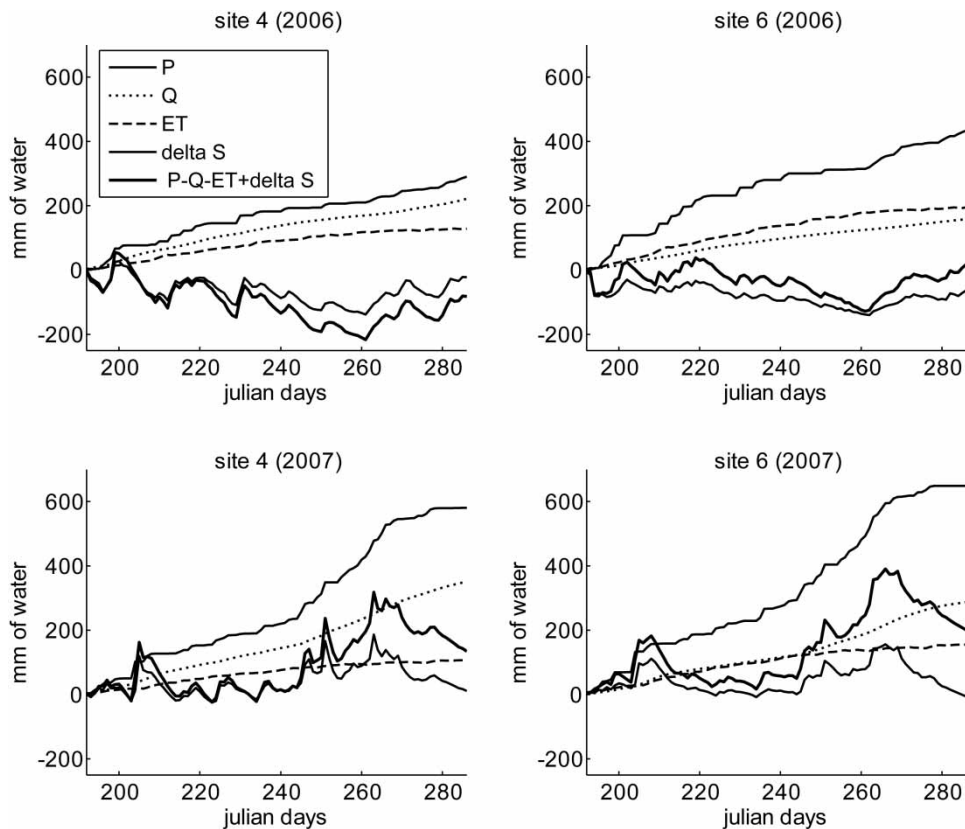 site 4 (2006)
site 6 (2006)
P
Q
ET
delta S
P-Q-ET+delta S
mm of water
600
400
200
0
-200
200 220 240 260 280
julian days
mm of water
600
400
200
0
-200
200 220 240 260 280
julian days
site 4 (2007)
site 6 (2007)
mm of water
600
400
200
0
-200
200 220 240 260 280
julian days
mm of water
600
400
200
0
-200
200 220 240 260 280
julian days